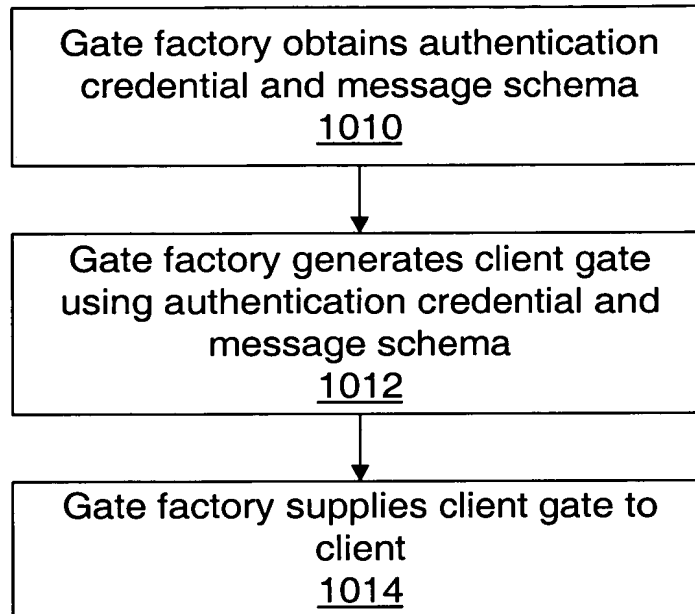 Gate factory obtains authentication
credential and message schema
1010
Gate factory generates client gate
using authentication credential and
message schema
1012
Gate factory supplies client gate to
client
1014